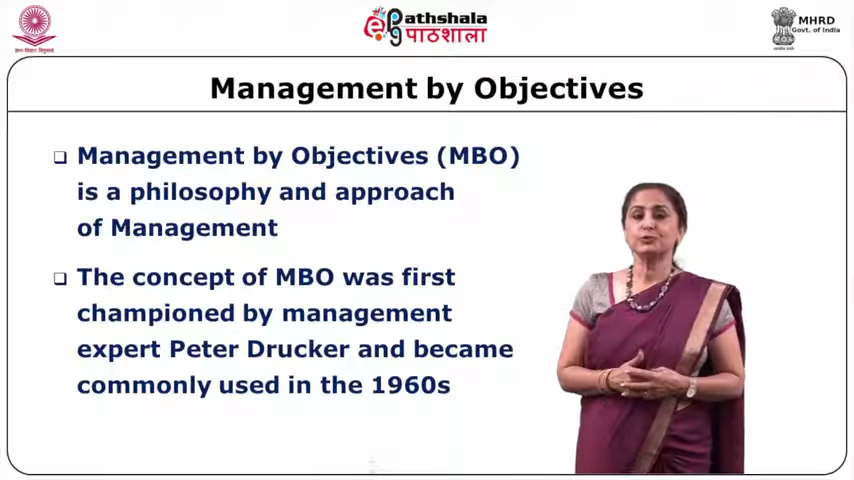 ePathshala
पाठशाला
MHRD
Govt. of India
Management by Objectives
Management by Objectives (MBO)
is a philosophy and approach
of Management
The concept of MBO was first
championed by management
expert Peter Drucker and became
commonly used in the 1960s